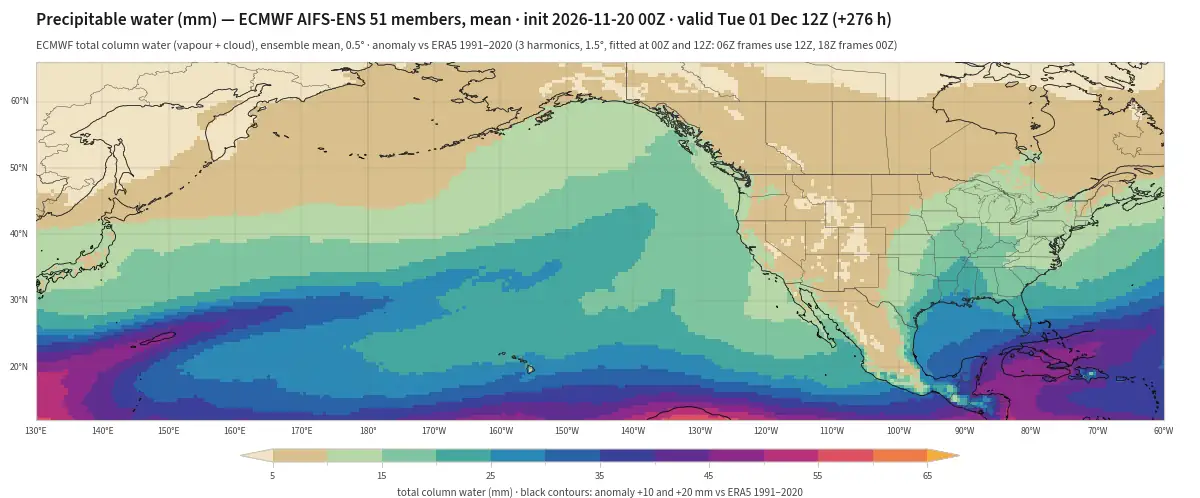 Precipitable water (mm) — ECMWF AIFS-ENS 51 members, mean · init 2026-11-20 00Z · valid Tue 01 Dec 12Z (+276 h)
ECMWF total column water (vapour + cloud), ensemble mean, 0.5° · anomaly vs ERA5 1991–2020 (3 harmonics, 1.5°, fitted at 00Z and 12Z: 06Z frames use 12Z, 18Z frames 00Z)
60°N
50°N
40°N
30°N
20°N
130°E 140°E 150°E 160°E 170°E 180° 170°W 160°W 150°W 140°W 130°W 120°W 110°W 100°W 90°W 80°W 70°W 60°W
5 15 25 35 45 55 65
total column water (mm) · black contours: anomaly +10 and +20 mm vs ERA5 1991–2020